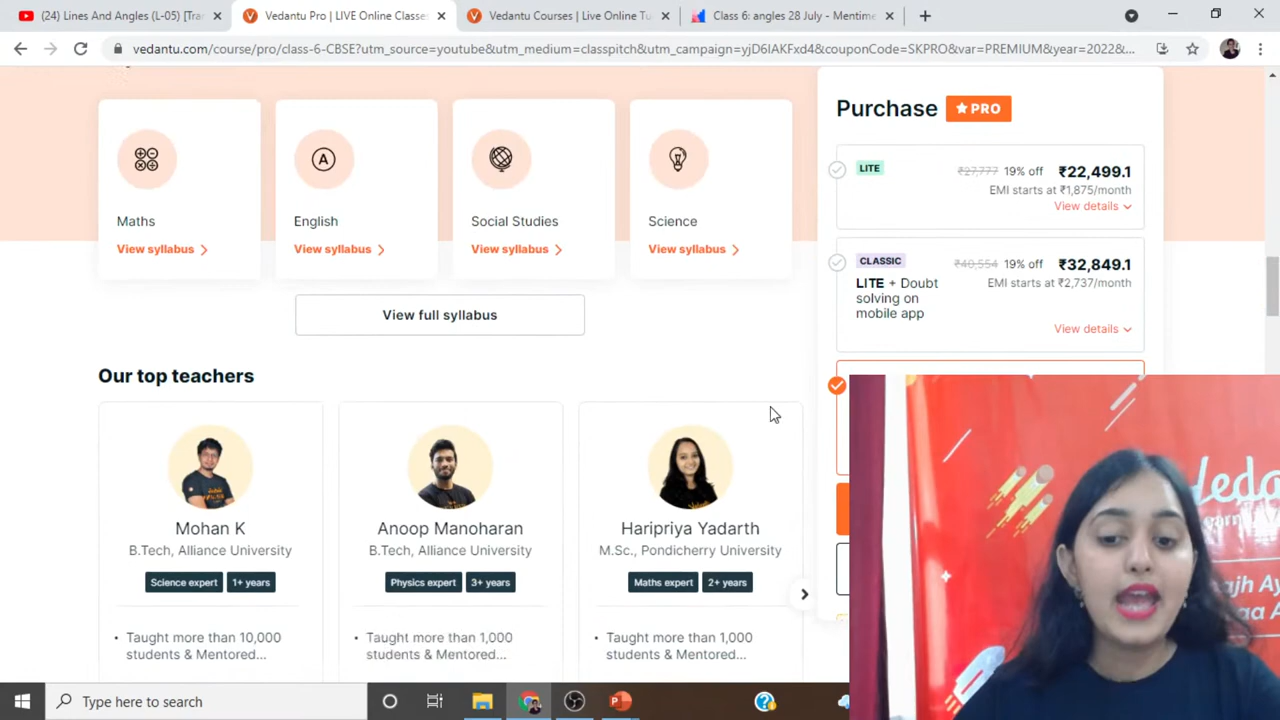 (24) Lines And Angles (L-05) [Tra
Vedantu Pro | LIVE Online Classes
Vedantu Courses | Live Online Tu
Class 6: angles 28 July - Mentime
vedantu.com/course/pro/class-6-CBSE?utm_source=youtube&utm_medium=classpitch&utm_campaign=yjD6IAKFxd4&couponCode=SKPRO&var=PREMIUM&year=2022&...
Maths
View syllabus
English
View syllabus
Social Studies
View syllabus
Science
View syllabus
View full syllabus
Our top teachers
Mohan K
B.Tech, Alliance University
Science expert 1+ years
Taught more than 10,000
students & Mentored...
Anoop Manoharan
B.Tech, Alliance University
Physics expert 3+ years
Taught more than 1,000
students & Mentored...
Haripriya Yadarth
M.Sc., Pondicherry University
Maths expert 2+ years
Taught more than 1,000
students & Mentored...
Purchase PRO
LITE ₹27,777 19% off ₹22,499.1
EMI starts at ₹1,875/month
View details
CLASSIC ₹40,554 19% off ₹32,849.1
EMI starts at ₹2,737/month
LITE + Doubt
solving on
mobile app
View details
Type here to search